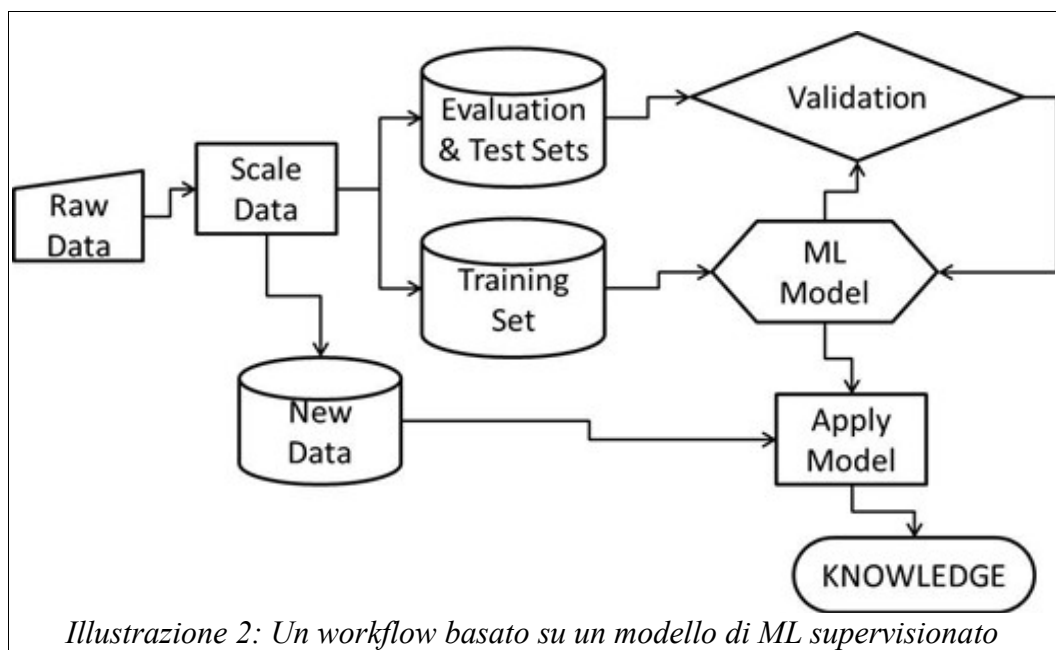 Raw
Data
Scale
Data
Evaluation
& Test Sets
Validation
Training
Set
ML
Model
New
Data
Apply
Model
KNOWLEDGE
Illustrazione 2: Un workflow basato su un modello di ML supervisionato